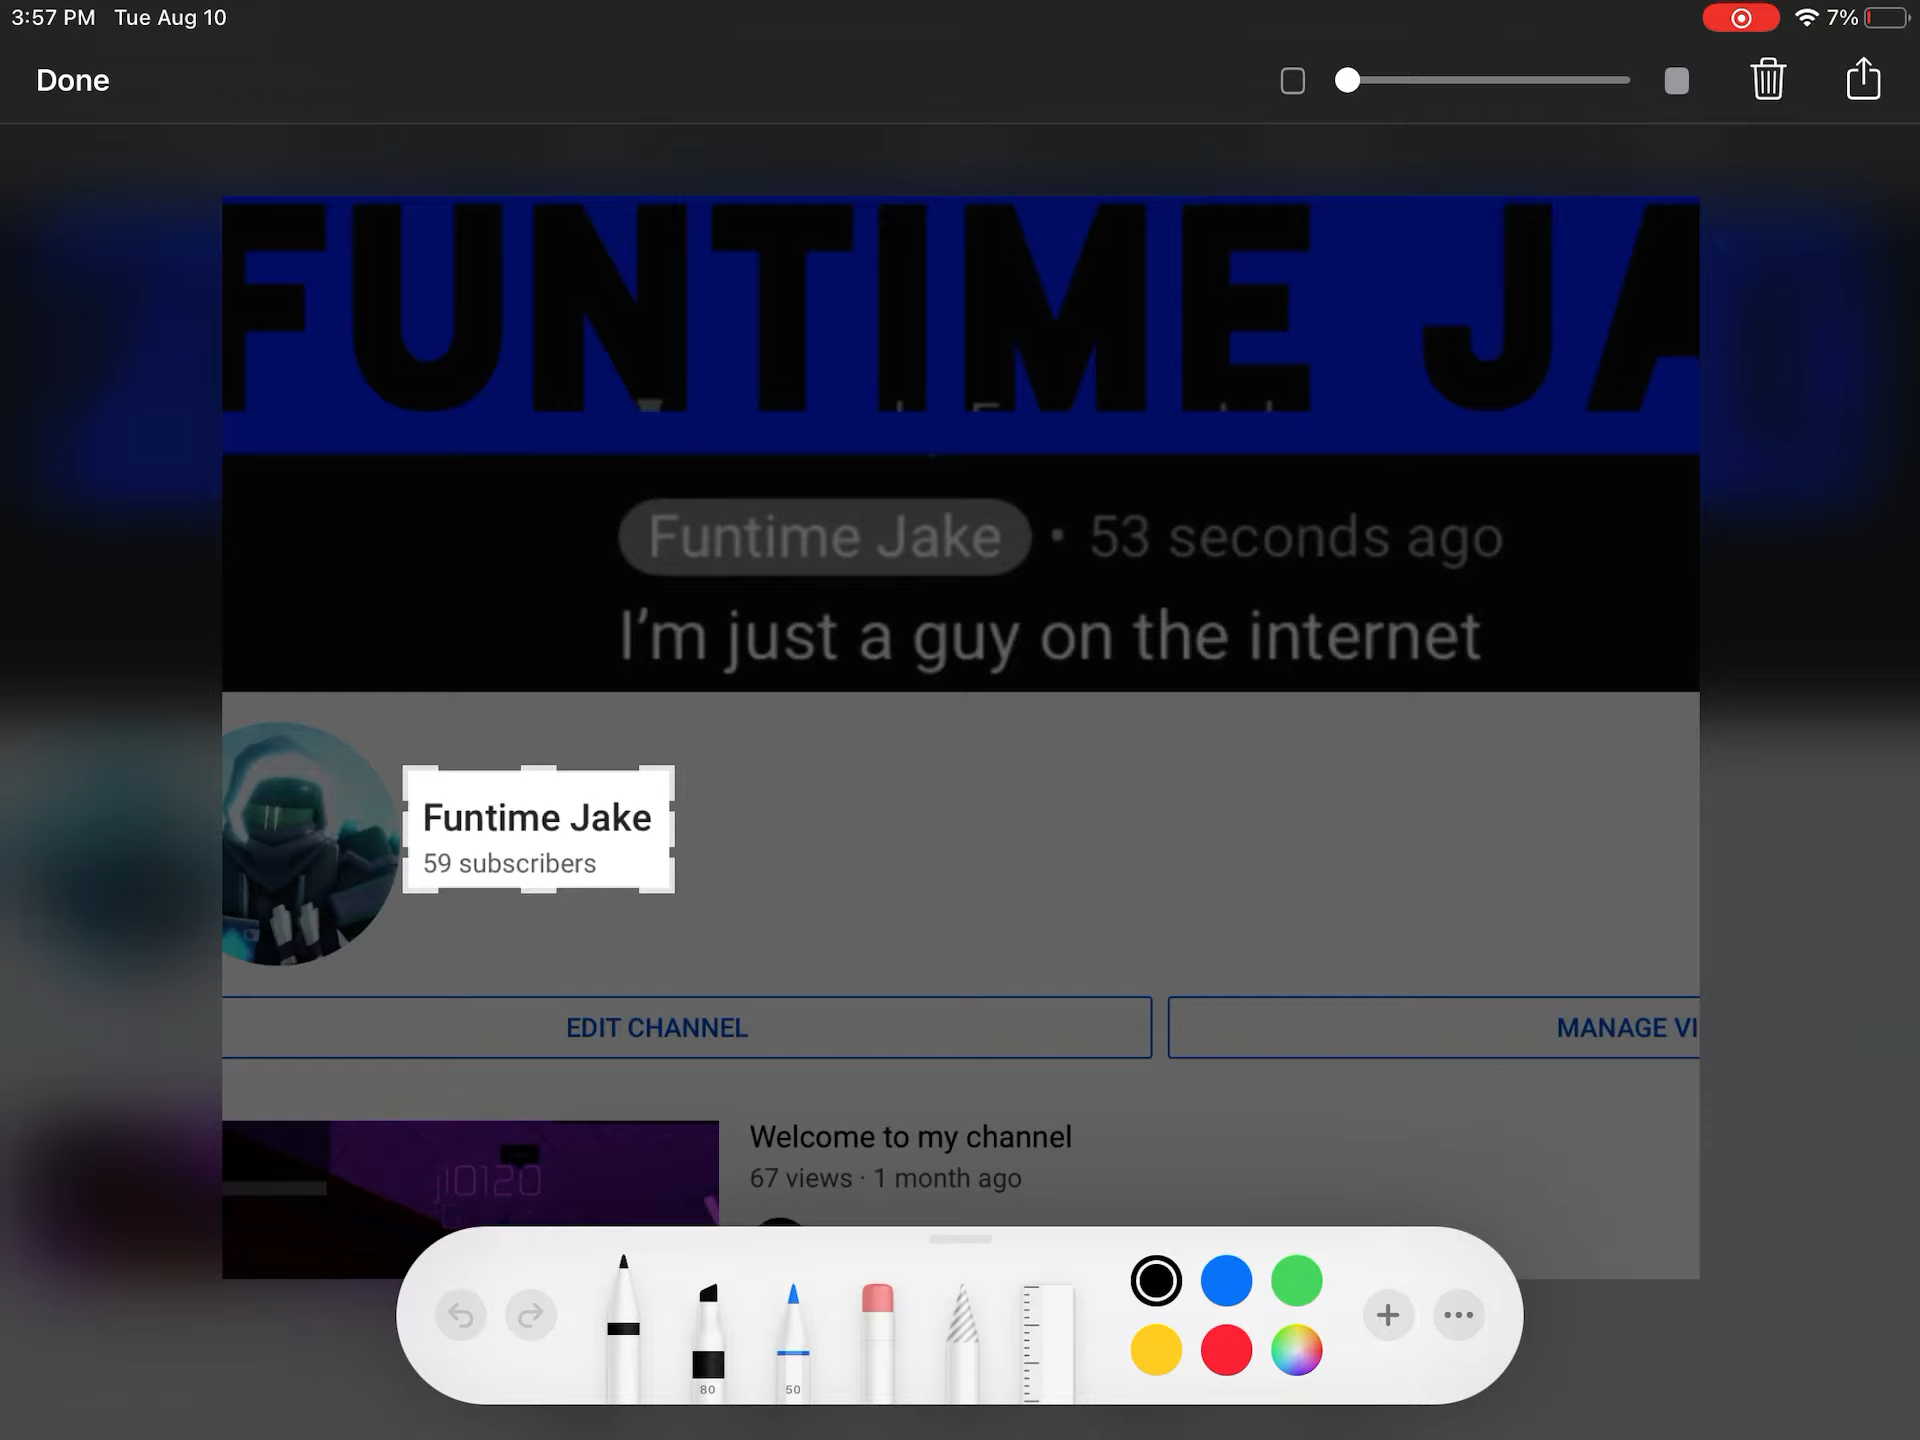 3:57 PM Tue Aug 10
7%
Done
FUNTIME JA
Funtime Jake • 53 seconds ago
I'm just a guy on the internet
Funtime Jake
59 subscribers
EDIT CHANNEL
MANAGE VI
Welcome to my channel
67 views · 1 month ago
80
50